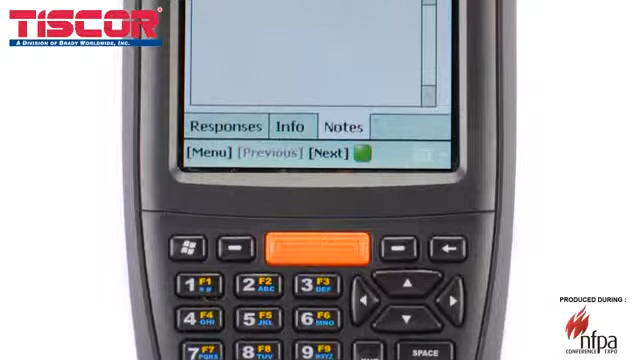 TISCOR®
A DIVISION OF BRADY WORLDWIDE, INC.
Responses Info Notes
[Menu] [Previous] [Next]
1 F1
2 F2 ABC
3 F3 DEF
4 F4 GHI
5 F5 JKL
6 F6 MNO
7 F7 PQRS
8 F8 TUV
9 F9 WXYZ
SPACE
PRODUCED DURING :
nfpa
CONFERENCE EXPO